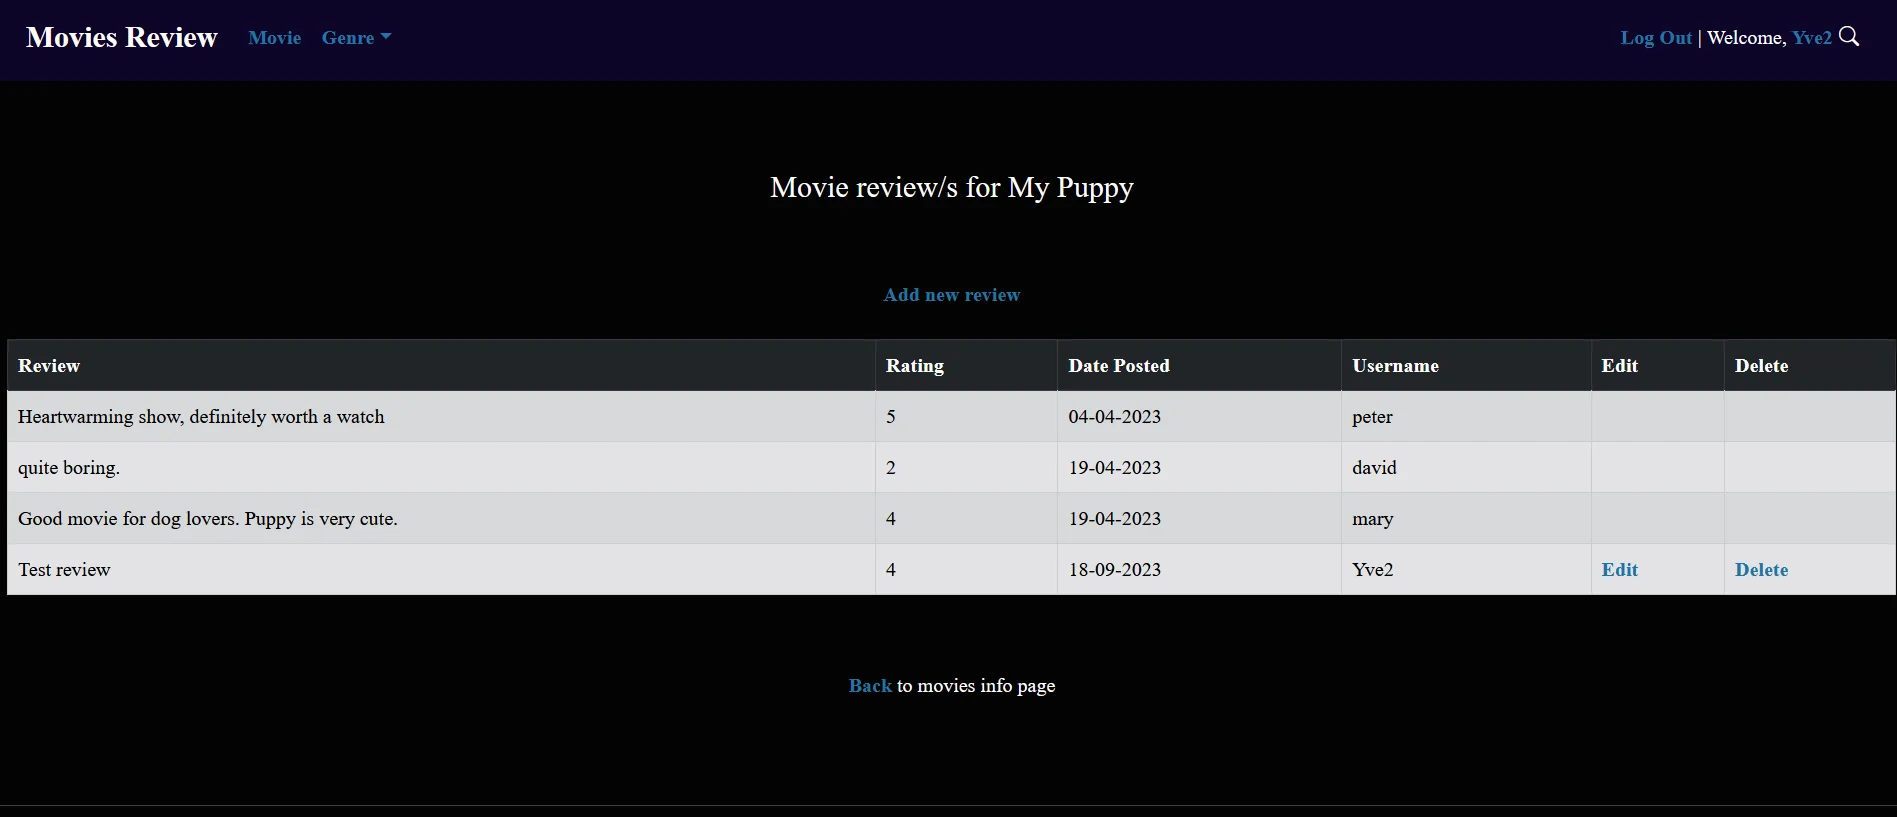 Movies Review Movie Genre Log Out | Welcome, Yve2
Movie review/s for My Puppy
Add new review
Review Rating Date Posted Username Edit Delete
Heartwarming show, definitely worth a watch 5 04-04-2023 peter
quite boring. 2 19-04-2023 david
Good movie for dog lovers. Puppy is very cute. 4 19-04-2023 mary
Test review 4 18-09-2023 Yve2 Edit Delete
Back to movies info page